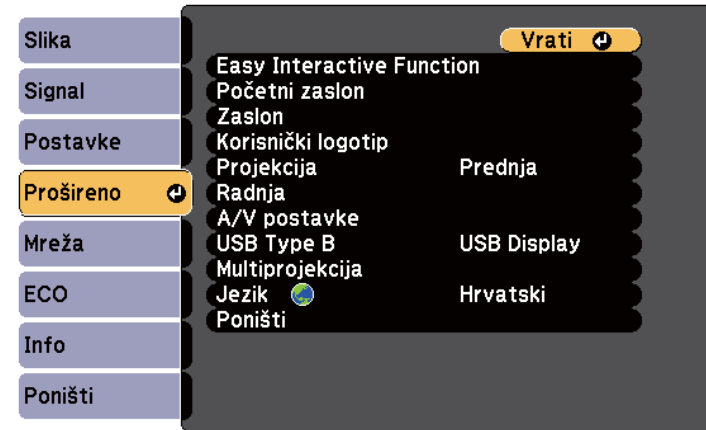 Slika
Signal
Postavke
Prošireno
Mreža
ECO
Info
Poništi
Vrati
Easy Interactive Function
Početni zaslon
Zaslon
Korisnički logotip
Projekcija Prednja
Radnja
A/V postavke
USB Type B USB Display
Multiprojekcija
Jezik Hrvatski
Poništi